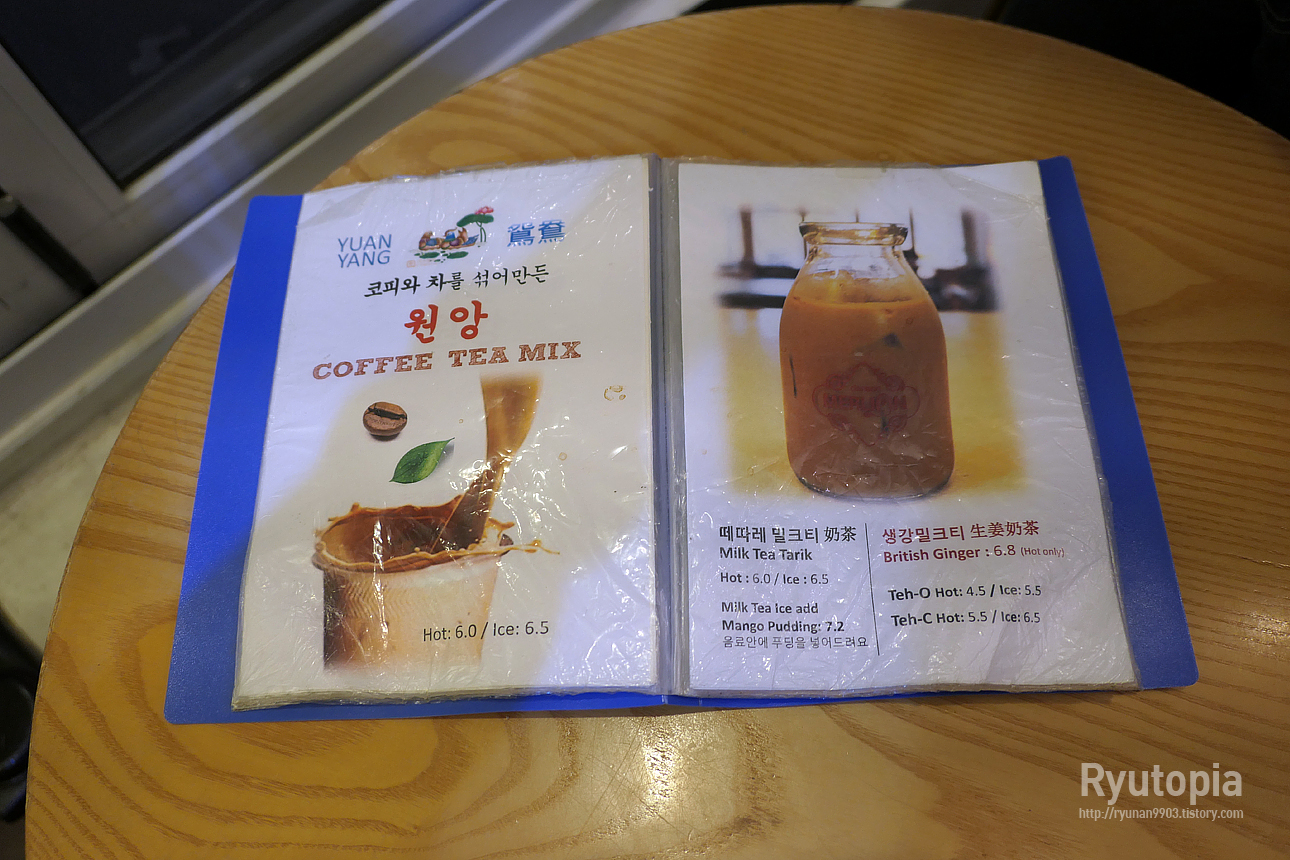 YUAN
YANG
鴛鴦
코피와 차를 섞어만든
원앙
COFFEE TEA MIX
Hot: 6.0 / Ice: 6.5
떼따레 밀크티 奶茶
Milk Tea Tarik
Hot : 6.0 / Ice : 6.5
Milk Tea ice add
Mango Pudding: 7.2
음료안에 푸딩을 넣어드려요
생강밀크티 生姜奶茶
British Ginger : 6.8 (Hot only)
Teh-O Hot: 4.5 / Ice: 5.5
Teh-C Hot: 5.5 / Ice: 6.5
Ryutopia
http://ryunan9903.tistory.com